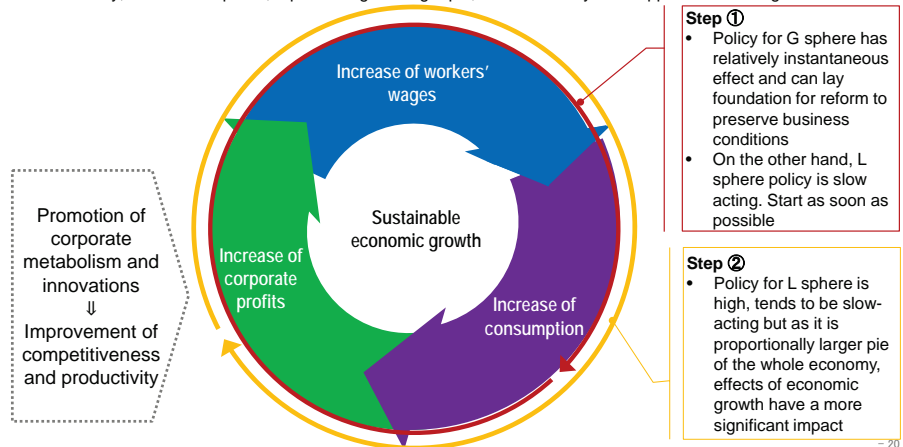 Increase of workers'
wages
Sustainable
economic growth
Increase of
corporate
profits
Increase of
consumption
Promotion of
corporate
metabolism and
innovations
⇓
Improvement of
competitiveness
and productivity
Step ①
• Policy for G sphere has
relatively instantaneous
effect and can lay
foundation for reform to
preserve business
conditions
• On the other hand, L
sphere policy is slow
acting. Start as soon as
possible
Step ②
• Policy for L sphere is
high, tends to be slow-
acting but as it is
proportionally larger pie
of the whole economy,
effects of economic
growth have a more
significant impact
- 20